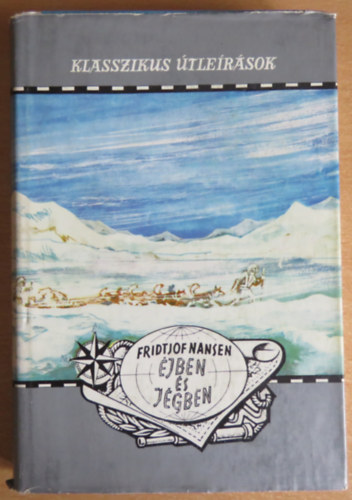 KLASSZIKUS ÚTLEÍRÁSOK
FRIDTJOF NANSEN
ÉJBEN
ÉS
JÉGBEN